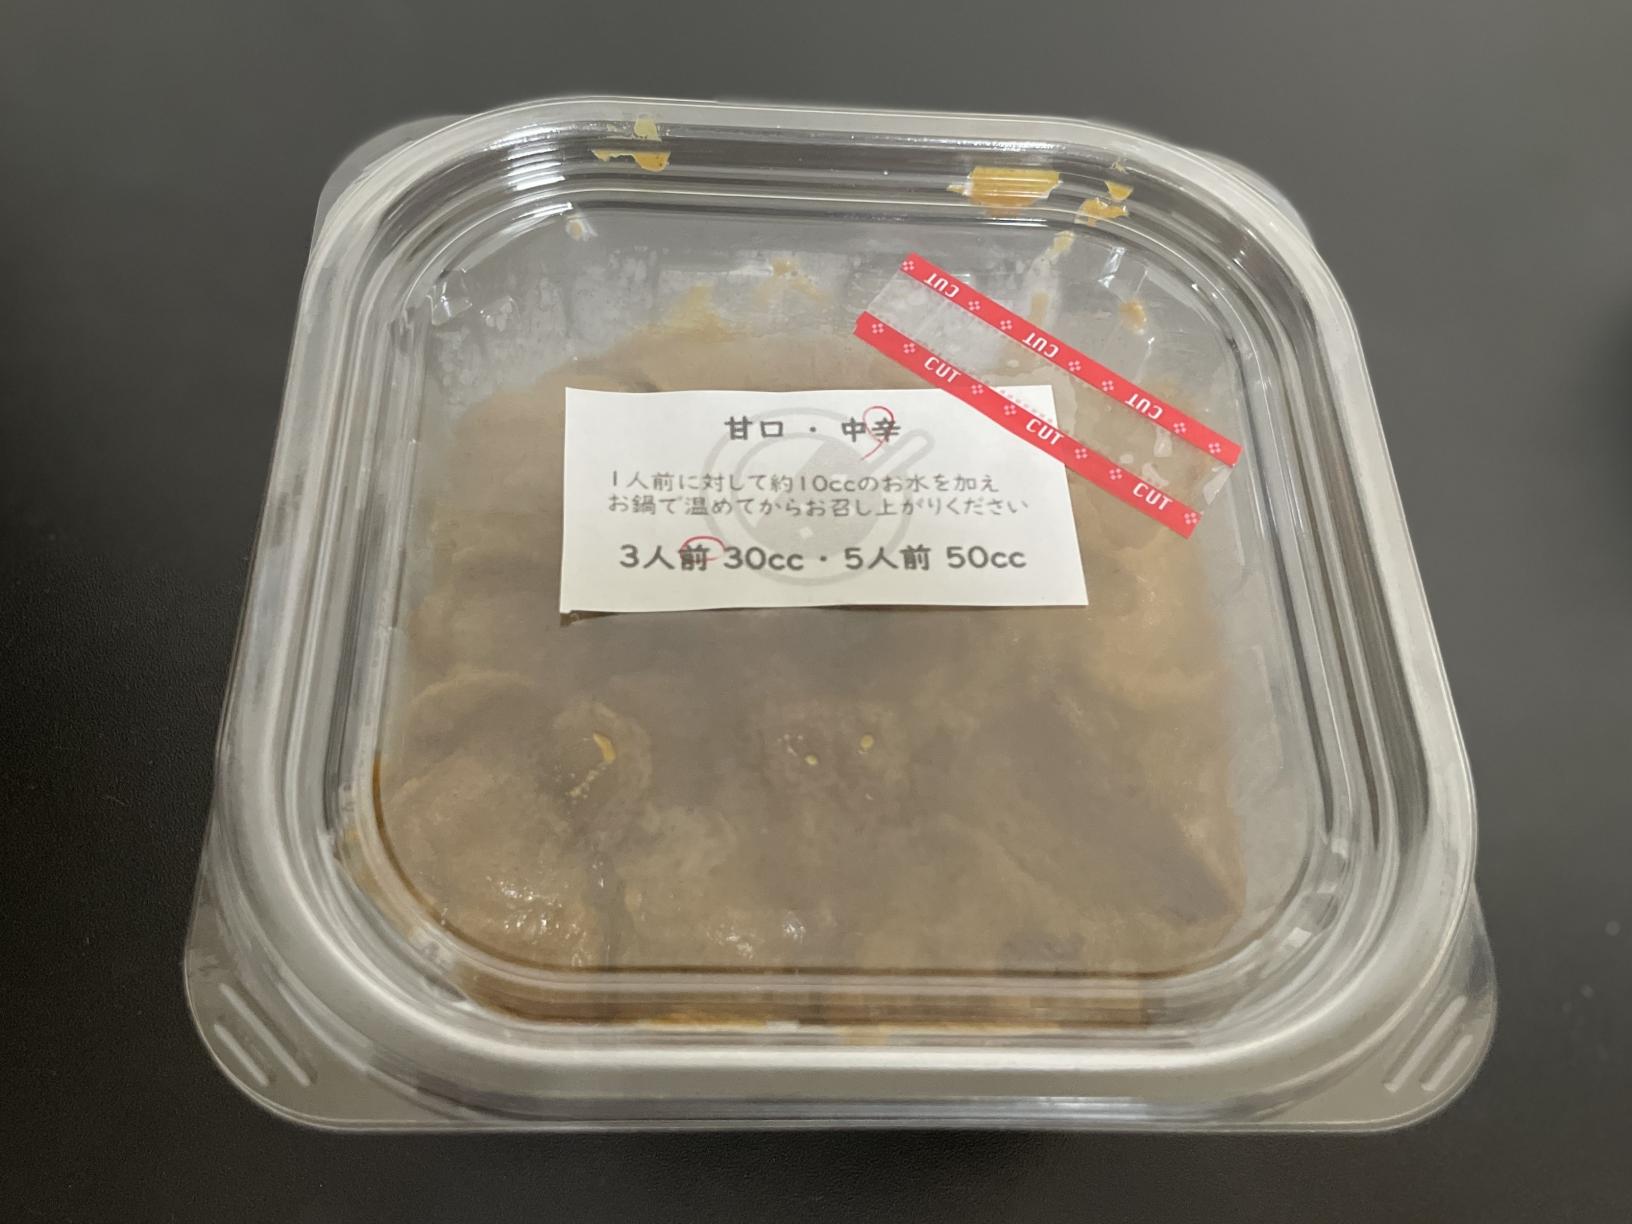 甘口・中辛
1人前に対して約10ccのお水を加え
お鍋で温めてからお召し上がりください
3人前 30cc・5人前 50cc
CUT
CUT
CUT
CUT
CUT
CUT